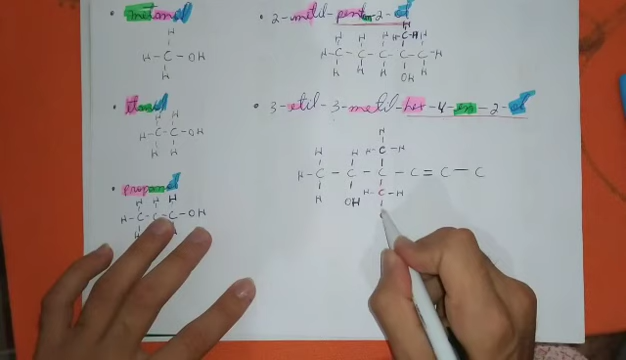 • metanol
H
H-C-OH
H
• etanol
H H
H-C-C-OH
H H
• propanol
H H H
H-C-C-C-OH
H
• 2-metil-pentan-2-ol
H
H-C-H
H H H H
H-C-C-C-C-C-H
H H H OH H
• 3-etil-3-metil-hex-4-en-2-ol
H
H H H-C-H
H-C-C-C-C=C-C
H OH H-C-H